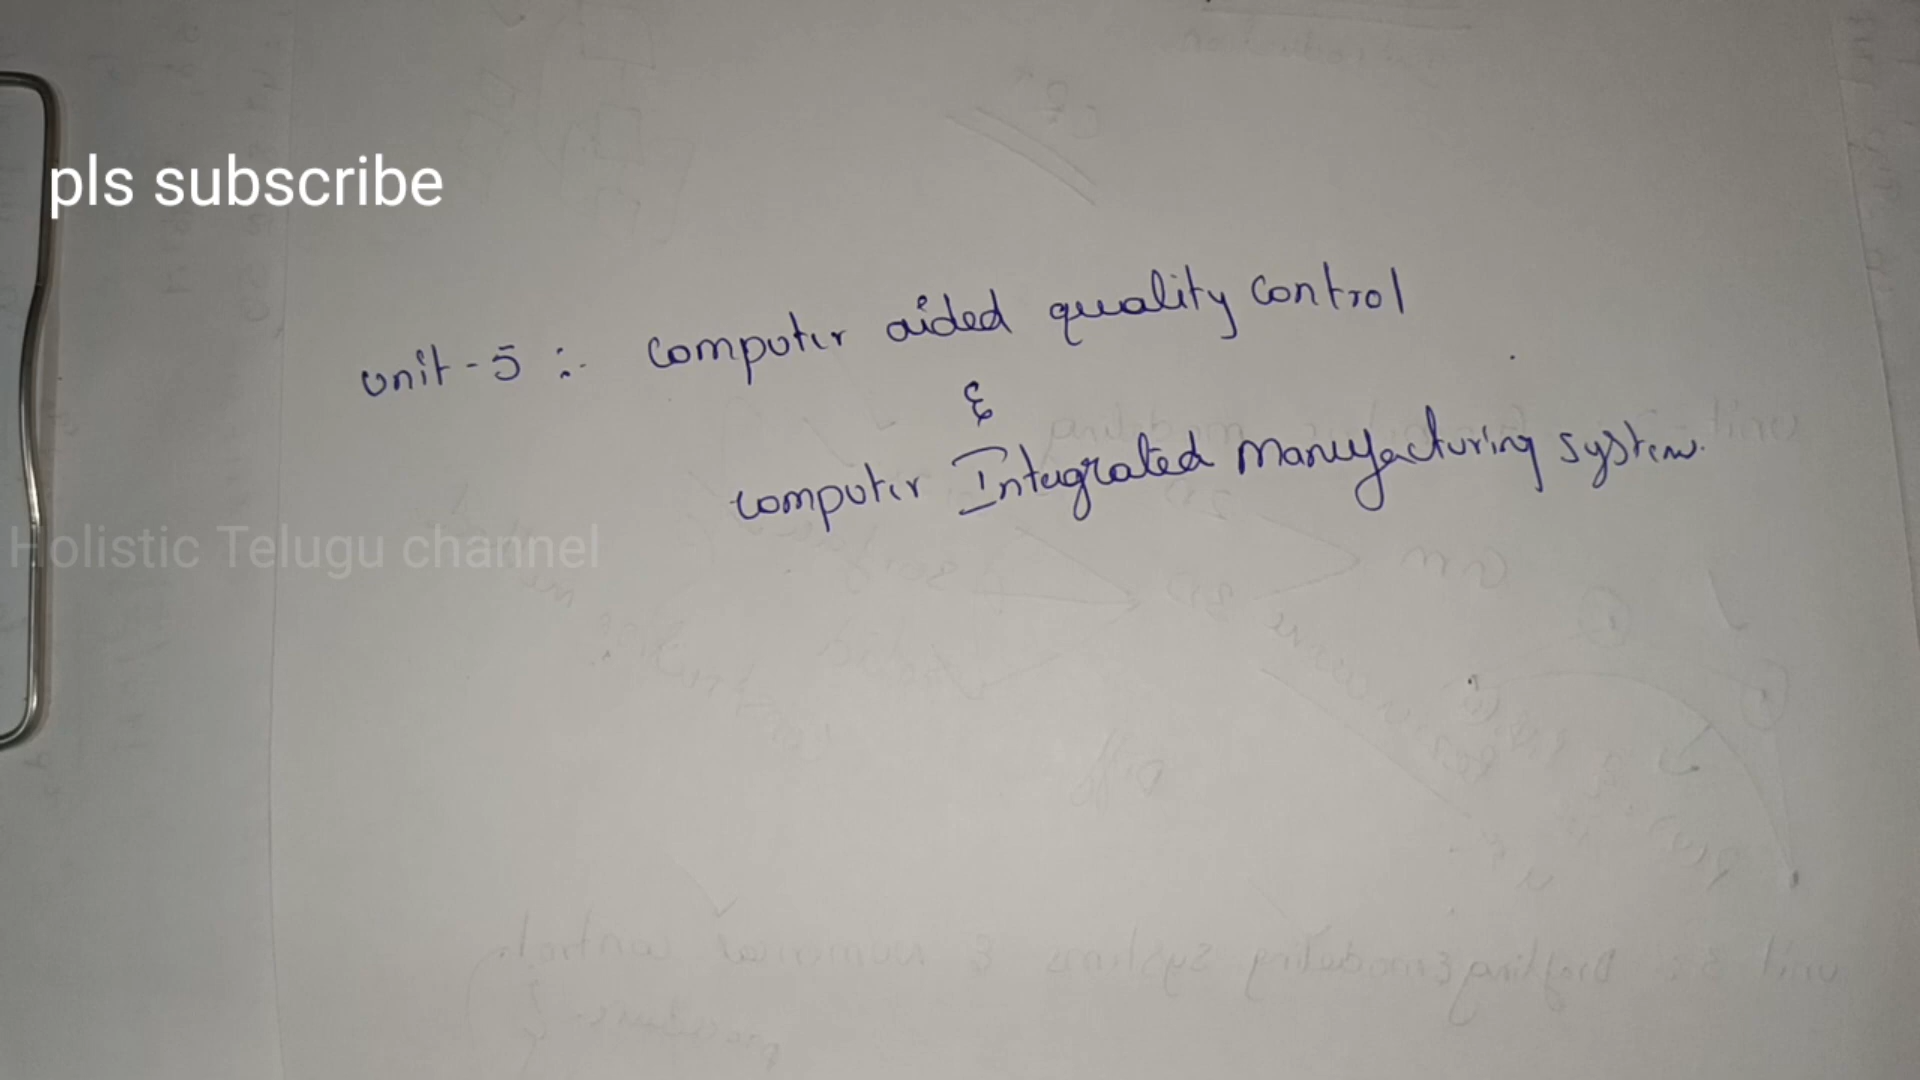 pls subscribe
unit-5 :- computer aided quality control
&
computer Integrated Manufacturing system.
Holistic Telugu channel